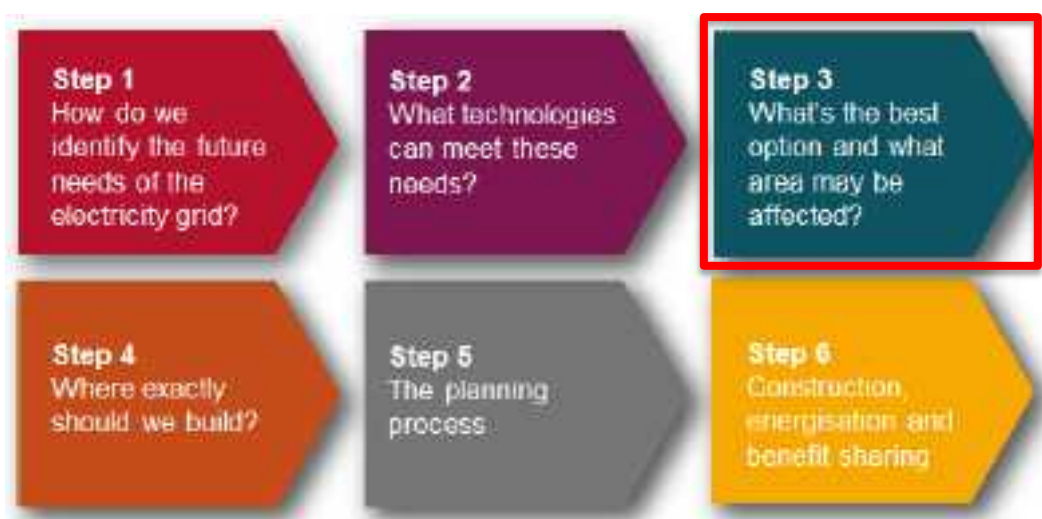 Step 1
How do we
identify the future
needs of the
electricity grid?
Step 2
What technologies
can meet these
needs?
Step 3
What's the best
option and what
area may be
affected?
Step 4
Where exactly
should we build?
Step 5
The planning
process
Step 6
Construction,
energisation and
benefit sharing